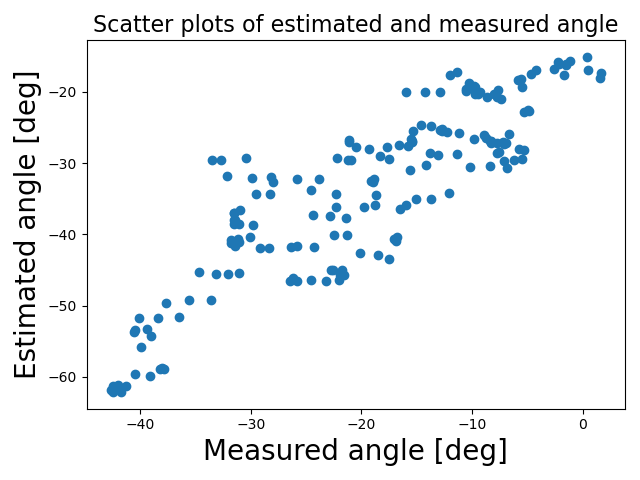 Scatter plots of estimated and measured angle
Estimated angle [deg]
−20
−30
−40
−50
−60
−40 −30 −20 −10 0
Measured angle [deg]